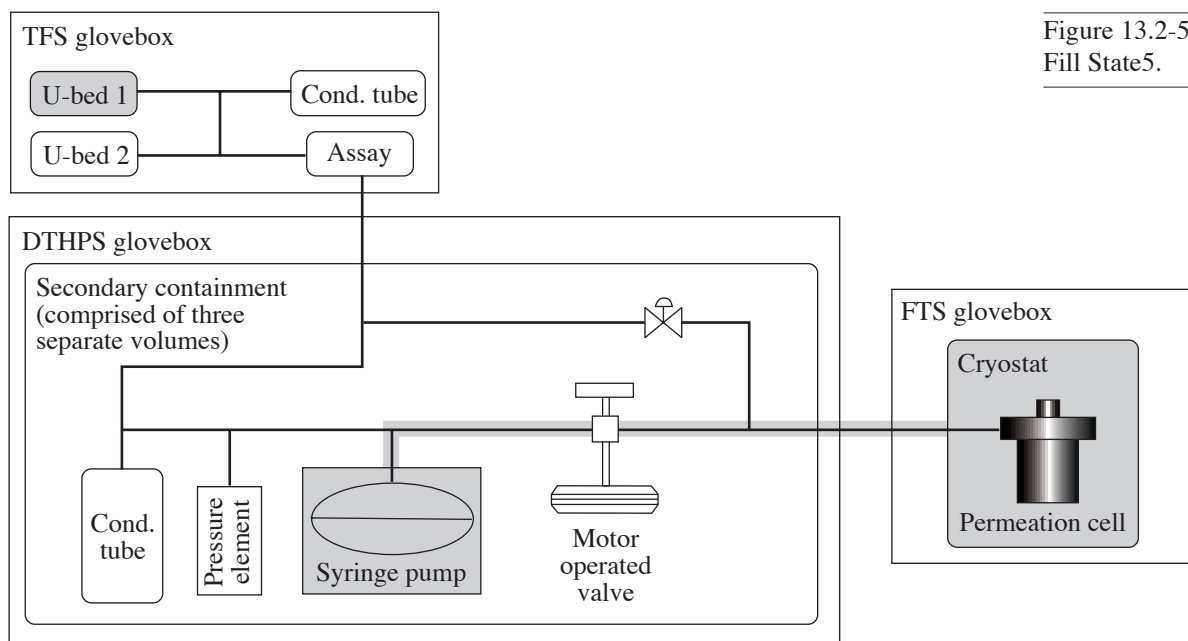 Figure 13.2-5
Fill State5.
TFS glovebox
U-bed 1
Cond. tube
U-bed 2
Assay
DTHPS glovebox
Secondary containment
(comprised of three
separate volumes)
FTS glovebox
Cryostat
Permeation cell
Cond.
tube
Pressure
element
Syringe pump
Motor
operated
valve